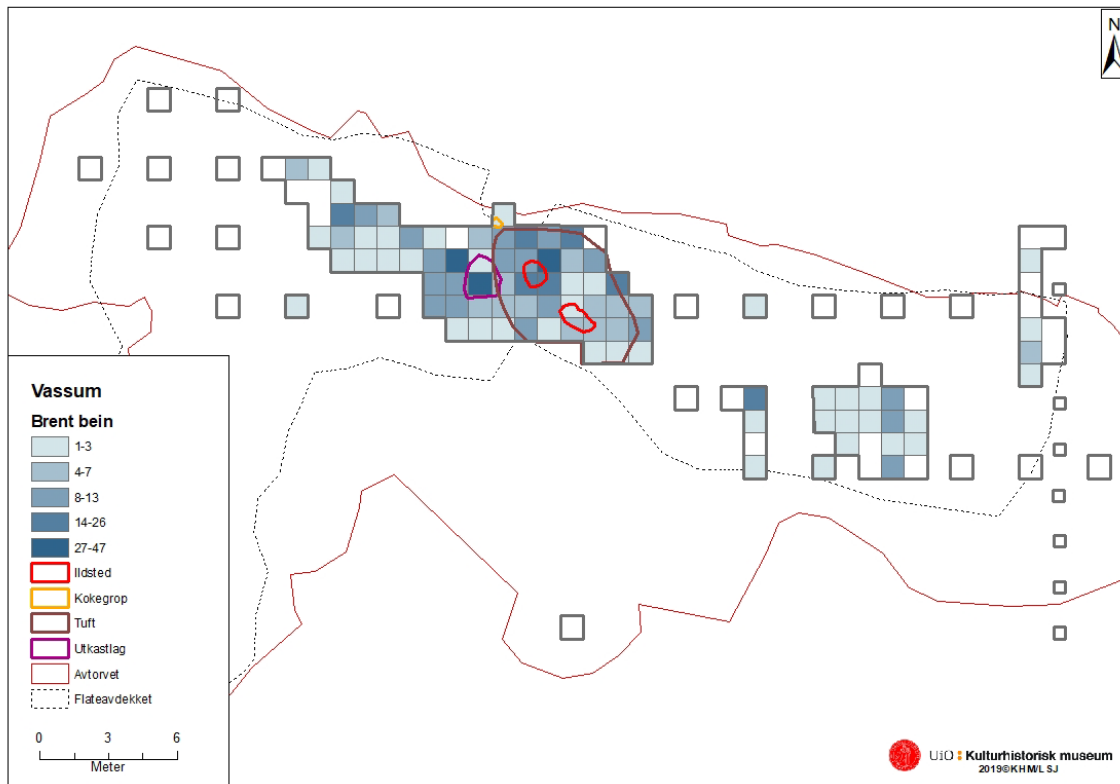 N
Vassum
Brent bein
1-3
4-7
8-13
14-26
27-47
Ildsted
Kokegrop
Tuft
Utkastlag
Avtorvet
Flateavdekket
0 3 6
Meter
UiO : Kulturhistorisk museum
2019©KHM/LSJ